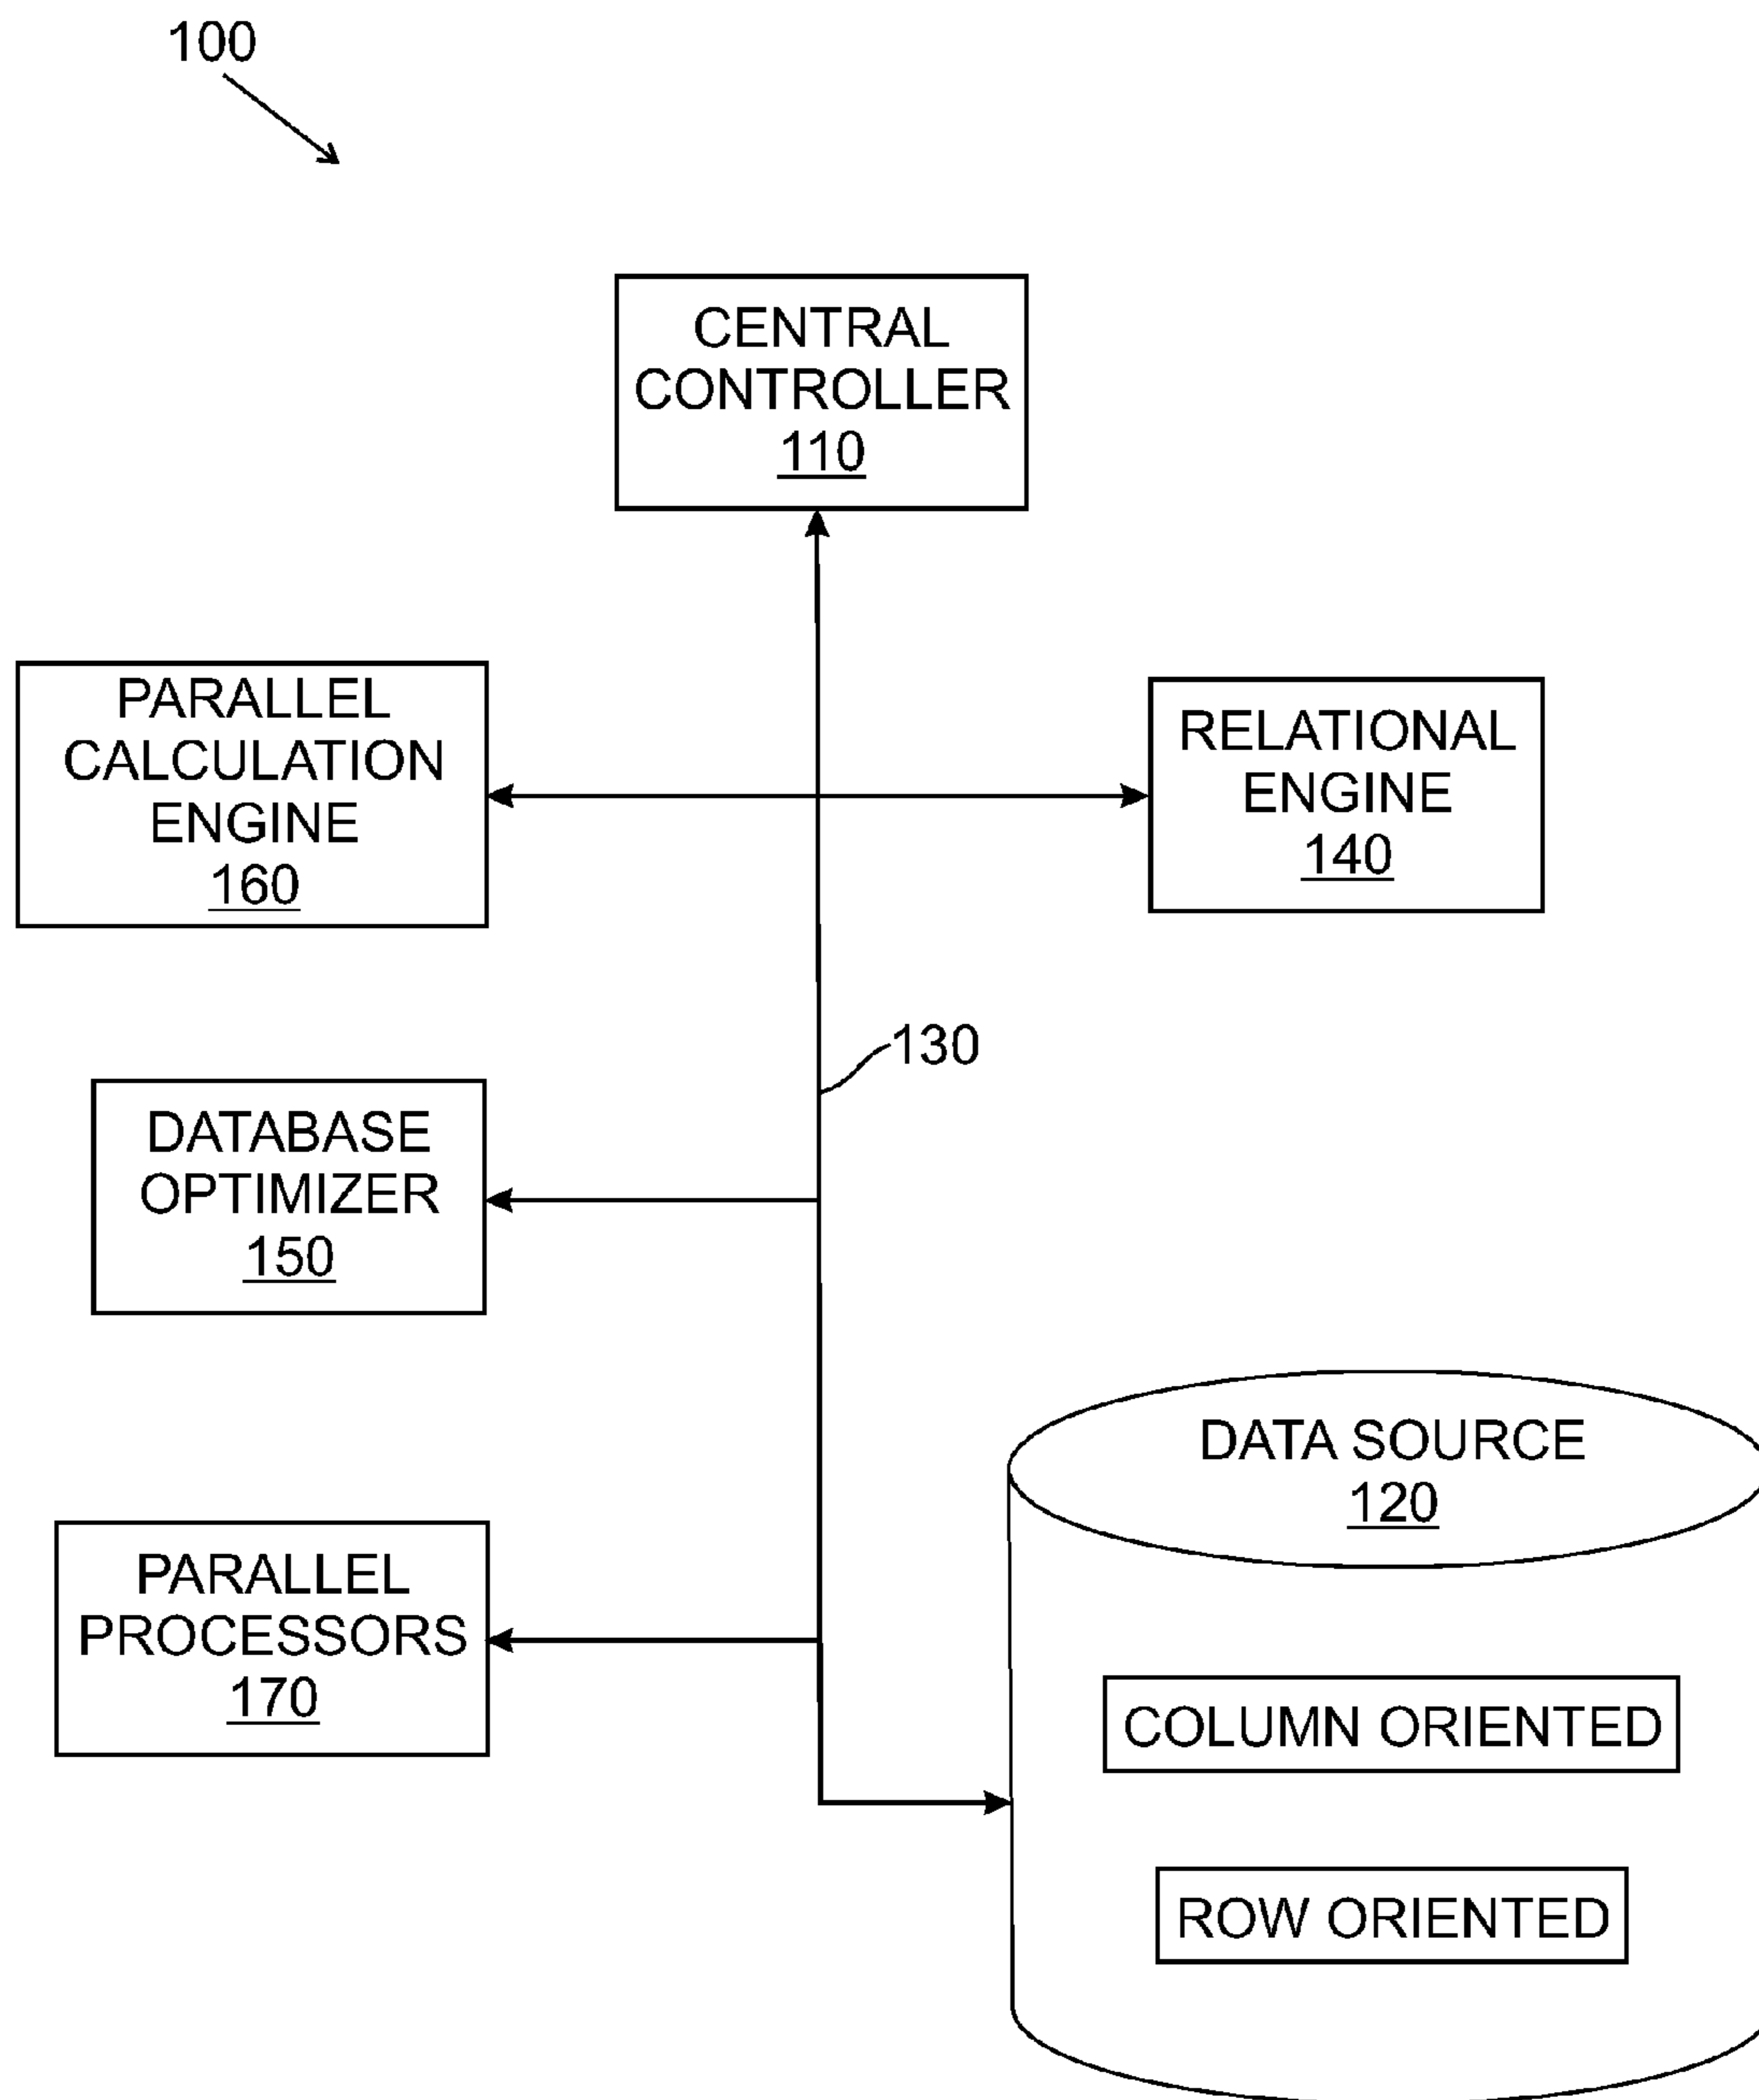 100
CENTRAL
CONTROLLER
110
PARALLEL
CALCULATION
ENGINE
160
RELATIONAL
ENGINE
140
130
DATABASE
OPTIMIZER
150
DATA SOURCE
120
PARALLEL
PROCESSORS
170
COLUMN ORIENTED
ROW ORIENTED